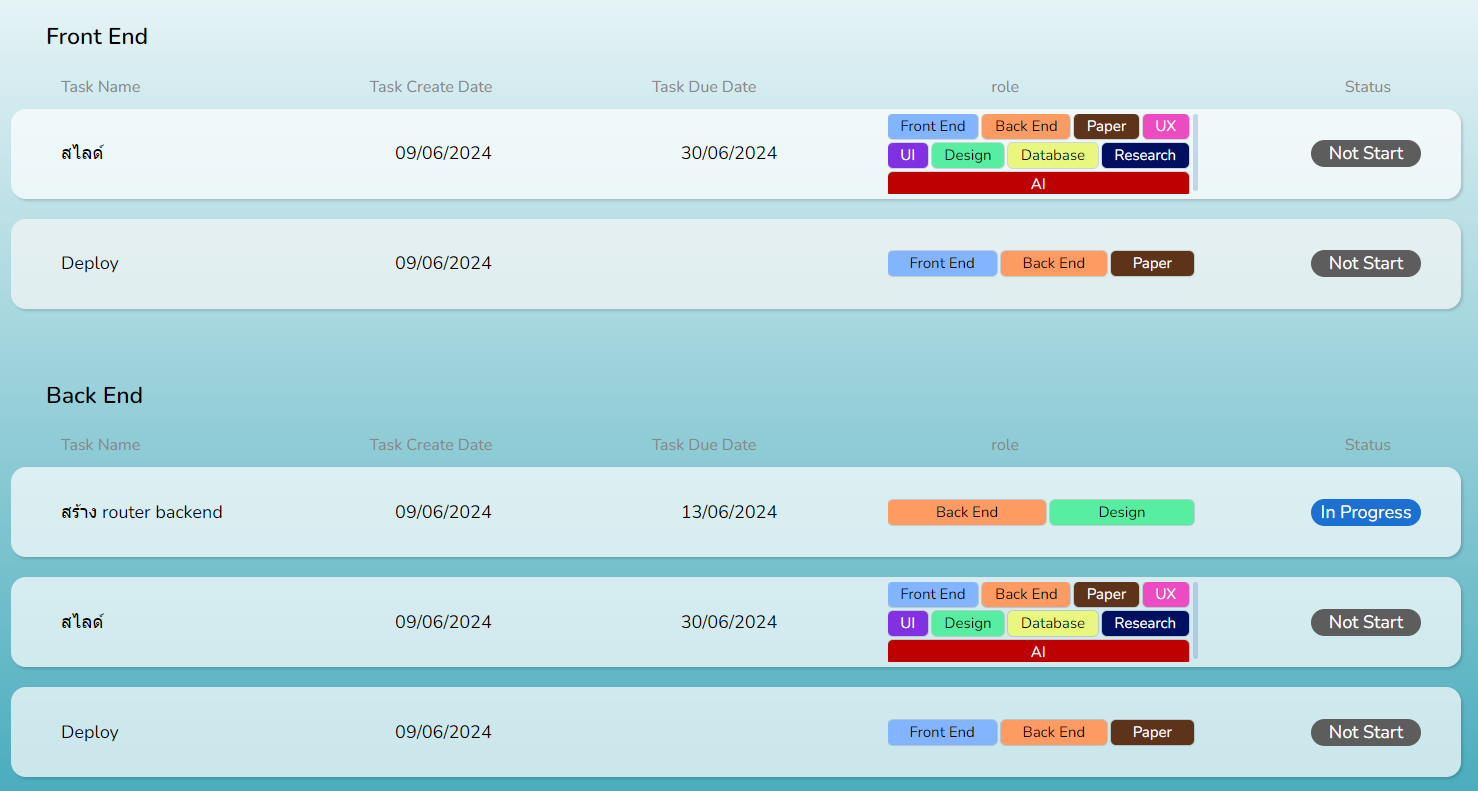 Front End
Task Name Task Create Date Task Due Date role Status
สไลด์ 09/06/2024 30/06/2024 Front End Back End Paper UX Not Start
UI Design Database Research
AI
Deploy 09/06/2024 Front End Back End Paper Not Start
Back End
Task Name Task Create Date Task Due Date role Status
สร้าง router backend 09/06/2024 13/06/2024 Back End Design In Progress
สไลด์ 09/06/2024 30/06/2024 Front End Back End Paper UX Not Start
UI Design Database Research
AI
Deploy 09/06/2024 Front End Back End Paper Not Start